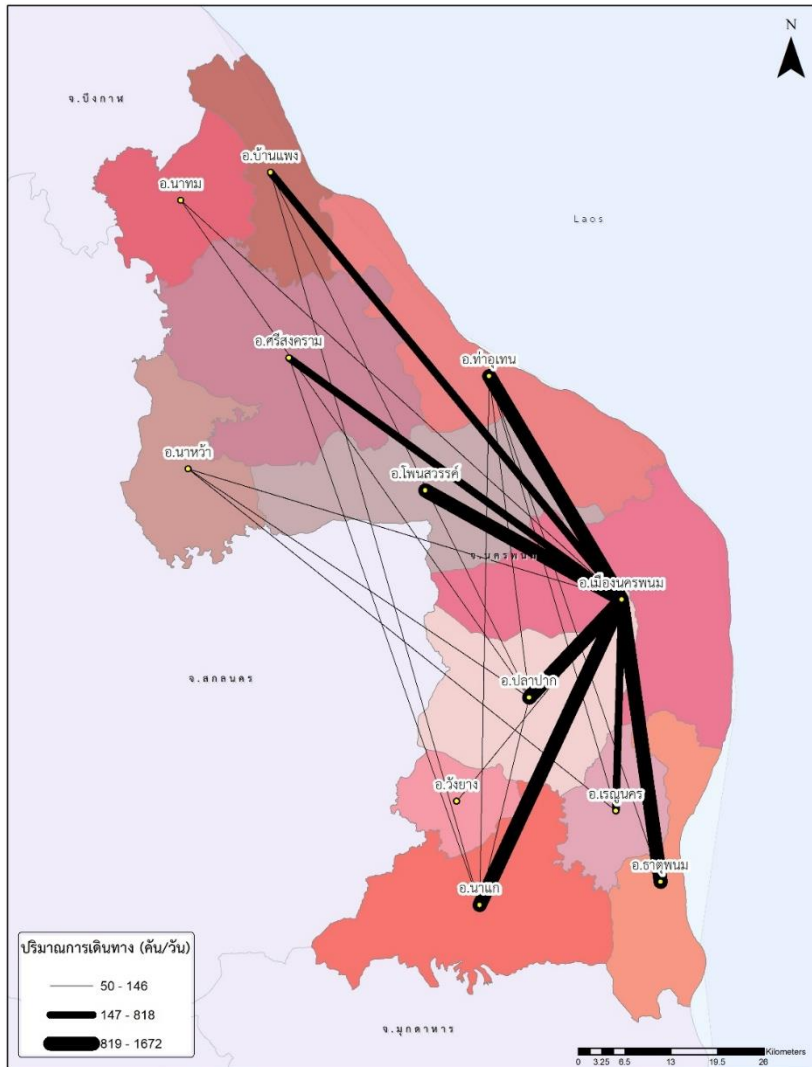 N
จ.บึงกาฬ
อ.บ้านแพง
อ.นาทม
Laos
อ.ศรีสงคราม
อ.ท่าอุเทน
อ.นาหว้า
อ.โพนสวรรค์
จ.นครพนม
อ.เมืองนครพนม
จ.สกลนคร
อ.ปลาปาก
อ.วังยาง
อ.เรณูนคร
อ.ธาตุพนม
อ.นาแก
ปริมาณการเดินทาง (คัน/วัน)
50 - 146
147 - 818
819 - 1672
จ.มุกดาหาร
Kilometers
0 3.25 6.5 13 19.5 26